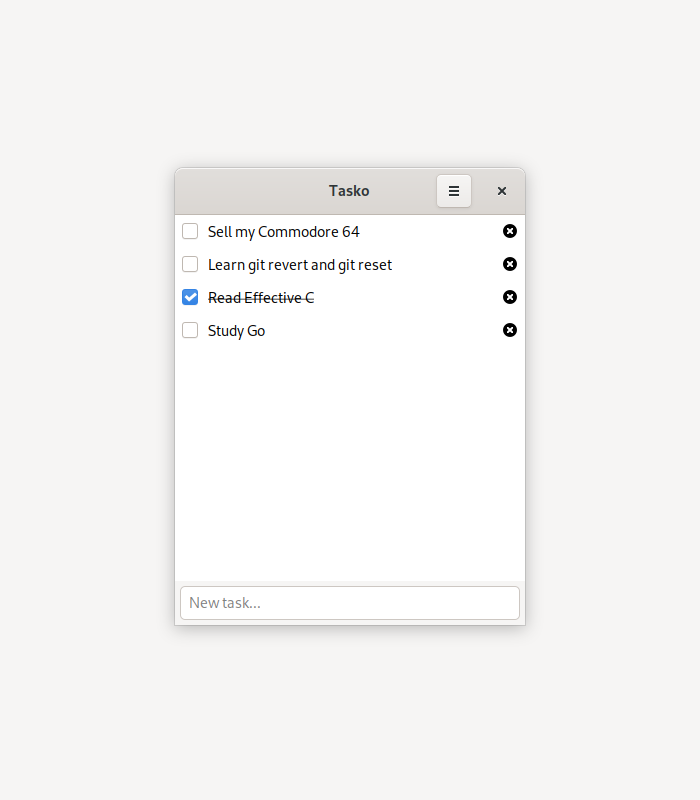 Tasko
Sell my Commodore 64
Learn git revert and git reset
Read Effective C
Study Go
New task...